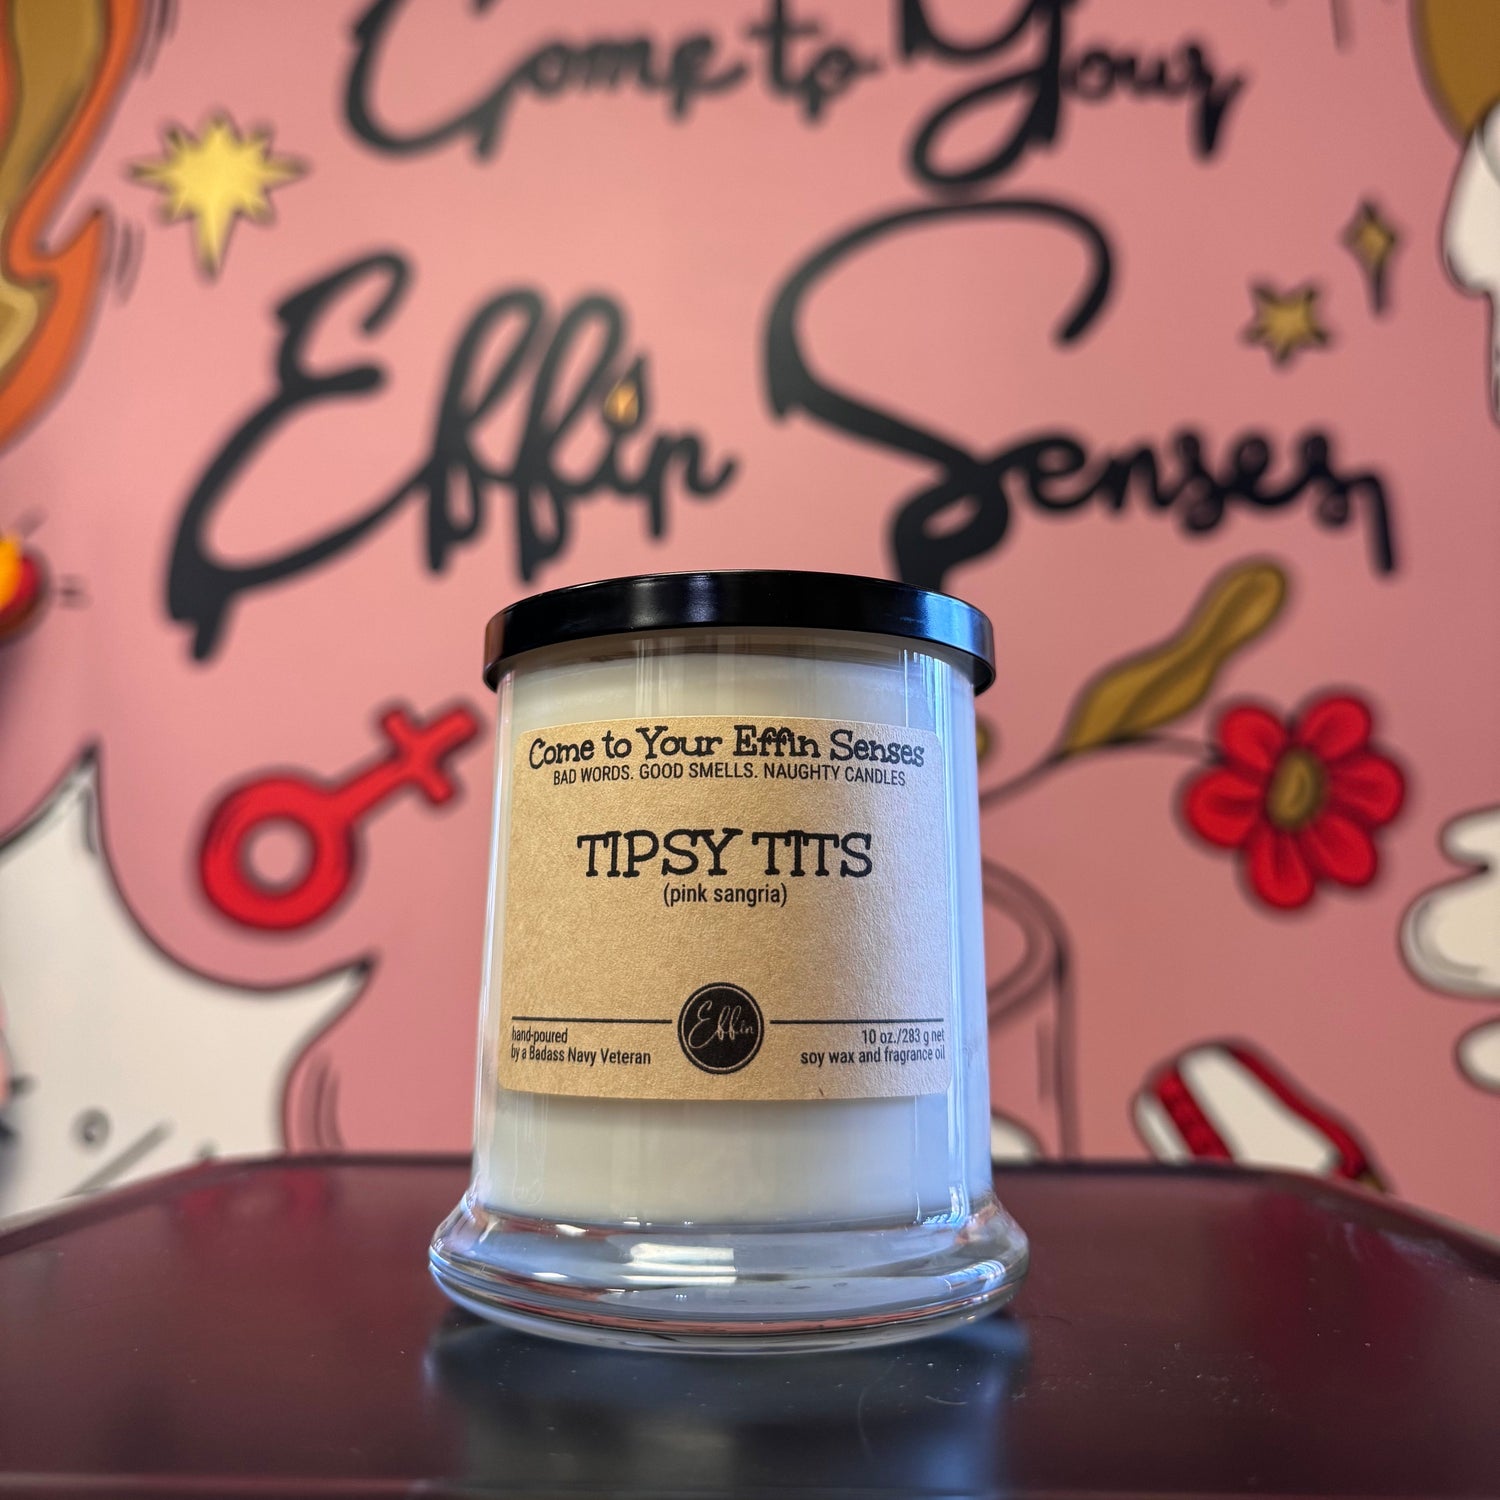 Come to Your
Effin Senses
Come to Your Effin Senses
BAD WORDS. GOOD SMELLS. NAUGHTY CANDLES
TIPSY TITS
(pink sangria)
Effin
hand-poured
by a Badass Navy Veteran
10 oz./283 g net
soy wax and fragrance oil